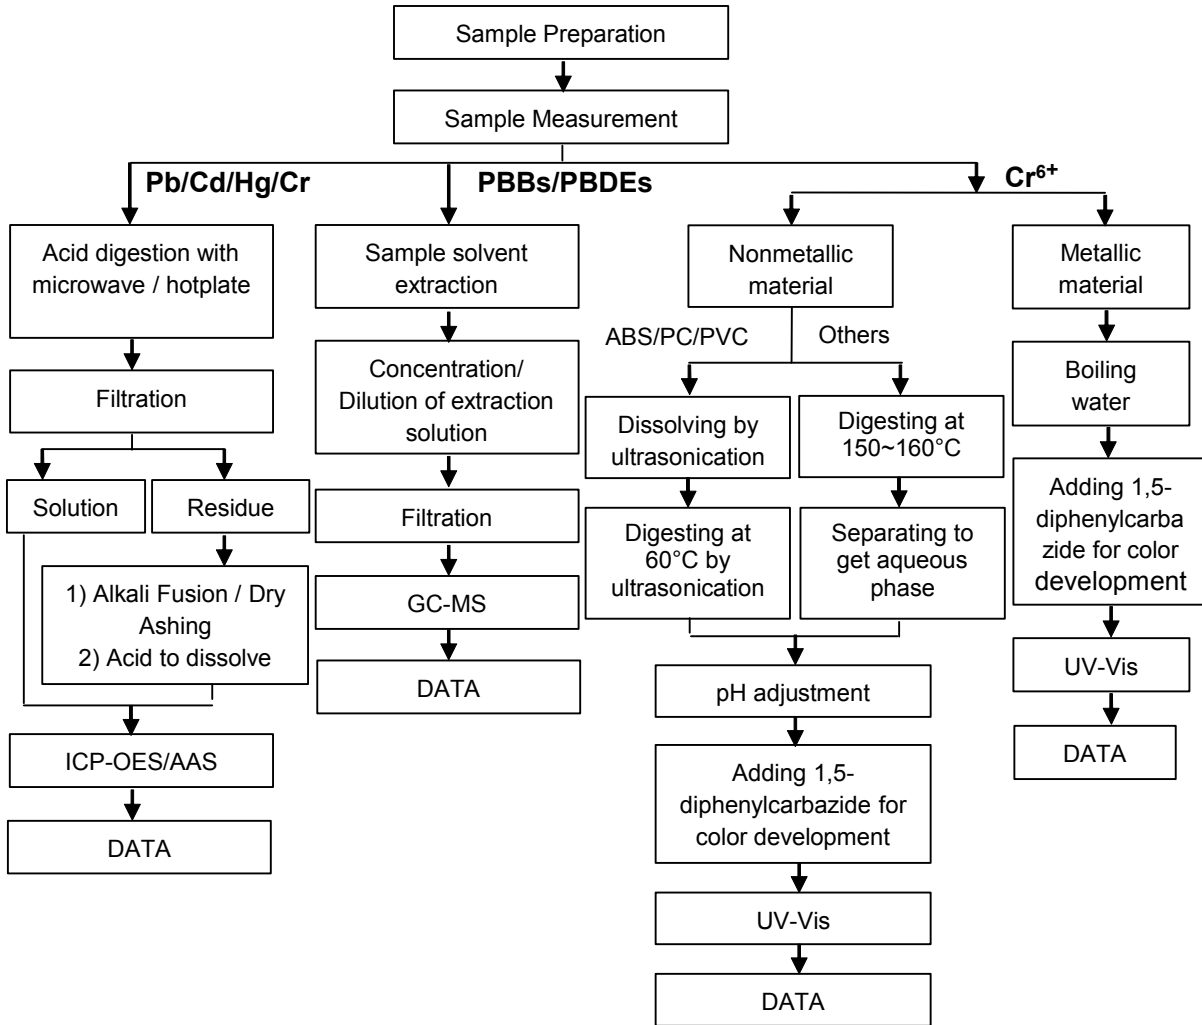 Sample Preparation
Sample Measurement
Pb/Cd/Hg/Cr
PBBs/PBDEs
Cr⁶⁺
Acid digestion with
microwave / hotplate
Filtration
Solution
Residue
1) Alkali Fusion / Dry
Ashing
2) Acid to dissolve
ICP-OES/AAS
DATA
Sample solvent
extraction
Concentration/
Dilution of extraction
solution
Filtration
GC-MS
DATA
Nonmetallic
material
ABS/PC/PVC
Others
Dissolving by
ultrasonication
Digesting at
60°C by
ultrasonication
Digesting at
150~160°C
Separating to
get aqueous
phase
pH adjustment
Adding 1,5-
diphenylcarbazide for
color development
UV-Vis
DATA
Metallic
material
Boiling
water
Adding 1,5-
diphenylcarba
zide for color
development
UV-Vis
DATA